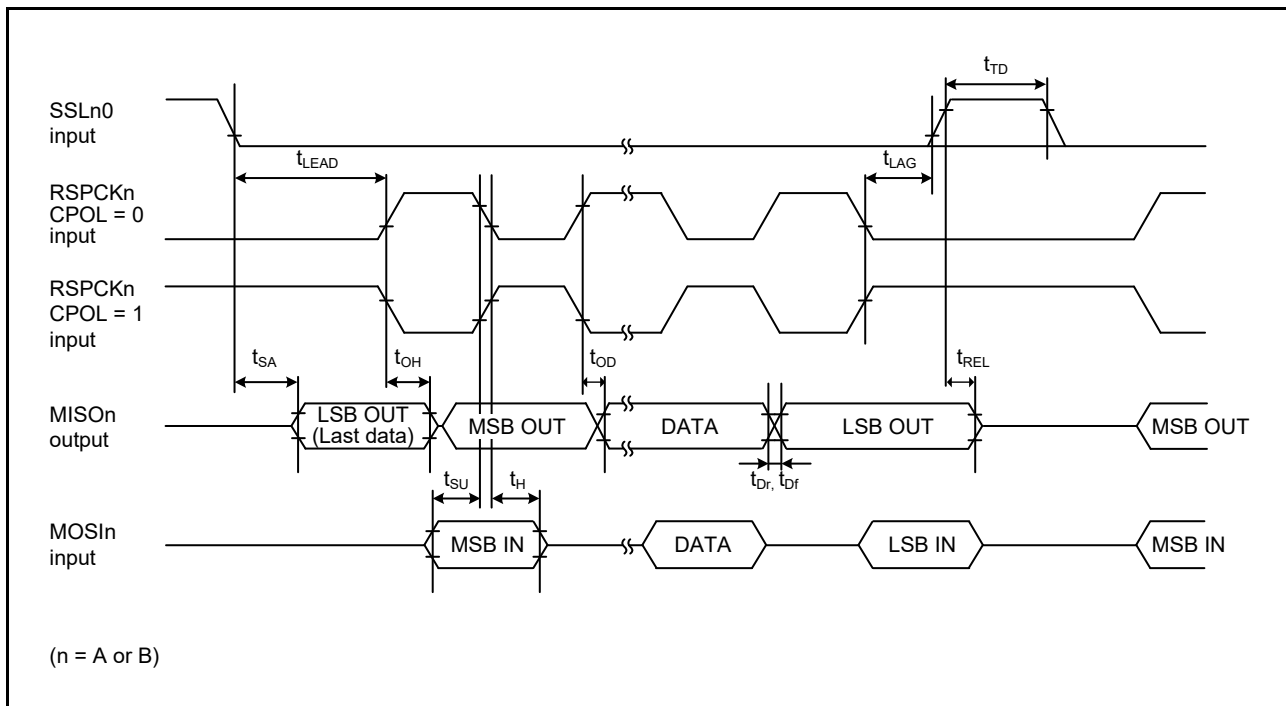 tTD
SSLn0
input
tLEAD
tLAG
RSPCKn
CPOL = 0
input
RSPCKn
CPOL = 1
input
tSA
tOH
tOD
tREL
MISOn
output
LSB OUT
(Last data)
MSB OUT
DATA
LSB OUT
MSB OUT
tSU
tH
tDr, tDf
MOSIn
input
MSB IN
DATA
LSB IN
MSB IN
(n = A or B)